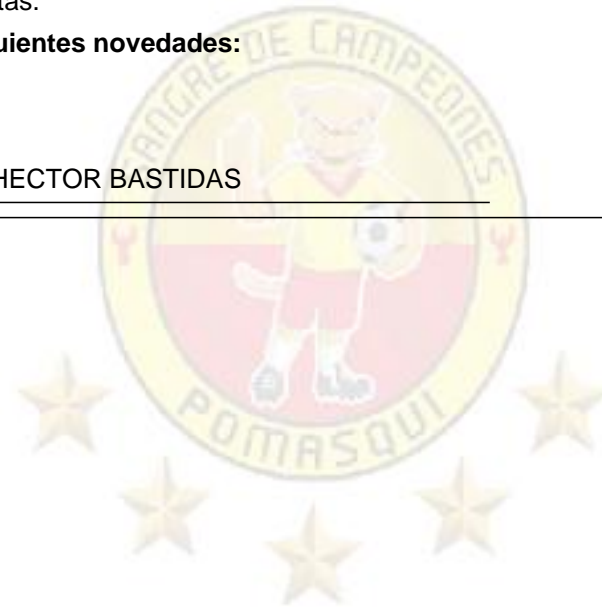 tas.
uientes novedades:
SANGRE DE CAMPEONES
HECTOR BASTIDAS
POMASQUI